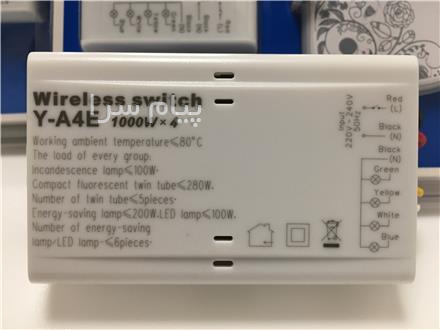 Wireless switch
Y-A4E 1000W×4
پیام سرا
Working ambient temperature≤80°C
The load of every group:
Incandescence lamp≤100W.
Compact fluorescent twin tube≤280W.
Number of twin tube≤5pieces.
Energy-saving lamp≤200W.LED lamp≤100W.
Number of energy-saving
lamp.LED lamp≤6pieces.
Input
220V~240V
50Hz
Red
(L)
Black
(N)
Black
(N)
Green
Yellow
White
Blue